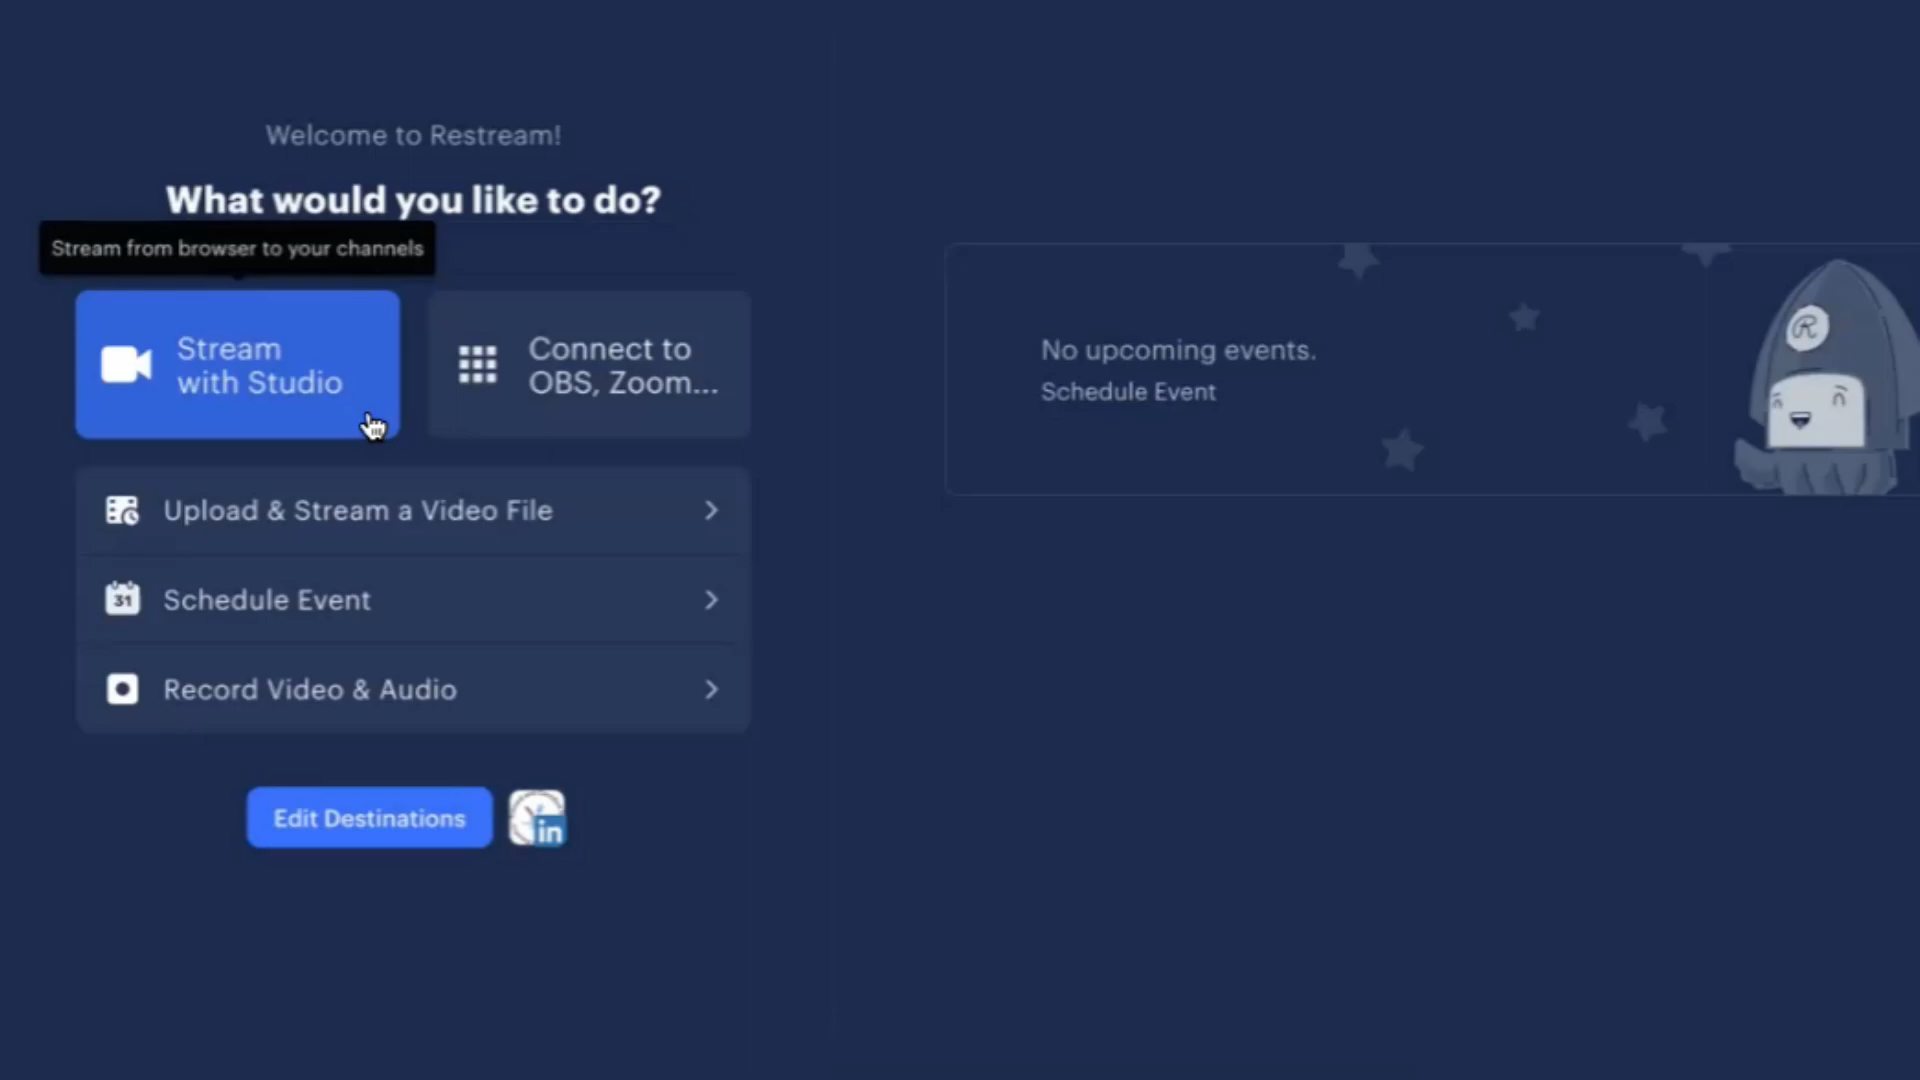 Welcome to Restream!
What would you like to do?
Stream from browser to your channels
Stream
with Studio
Connect to
OBS, Zoom...
Upload & Stream a Video File
31
Schedule Event
Record Video & Audio
Edit Destinations
in
No upcoming events.
Schedule Event
R